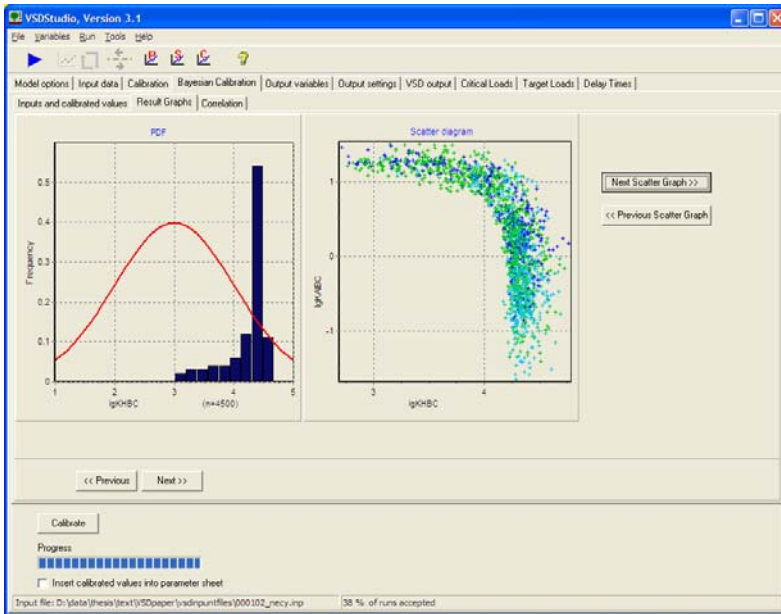 VSDStudio, Version 3.1
File Variables Run Tools Help
B S C ?
Model options Input data Calibration Bayesian Calibration Output variables Output settings VSD output Critical Loads Target Loads Delay Times
Inputs and calibrated values Result Graphs Correlation
PDF
Frequency
0.5
0.4
0.3
0.2
0.1
0
1 2 3 4 5
lgKHBC (n=4500)
Scatter diagram
lgKAlBC
1
0
-1
3 4
lgKHBC
Next Scatter Graph >>
<< Previous Scatter Graph
<< Previous Next >>
Calibrate
Progress
Insert calibrated values into parameter sheet
Input file: D:\data\thesis\text\VSDpaper\vsdinpuntfiles\000102_necy.inp 38 % of runs accepted